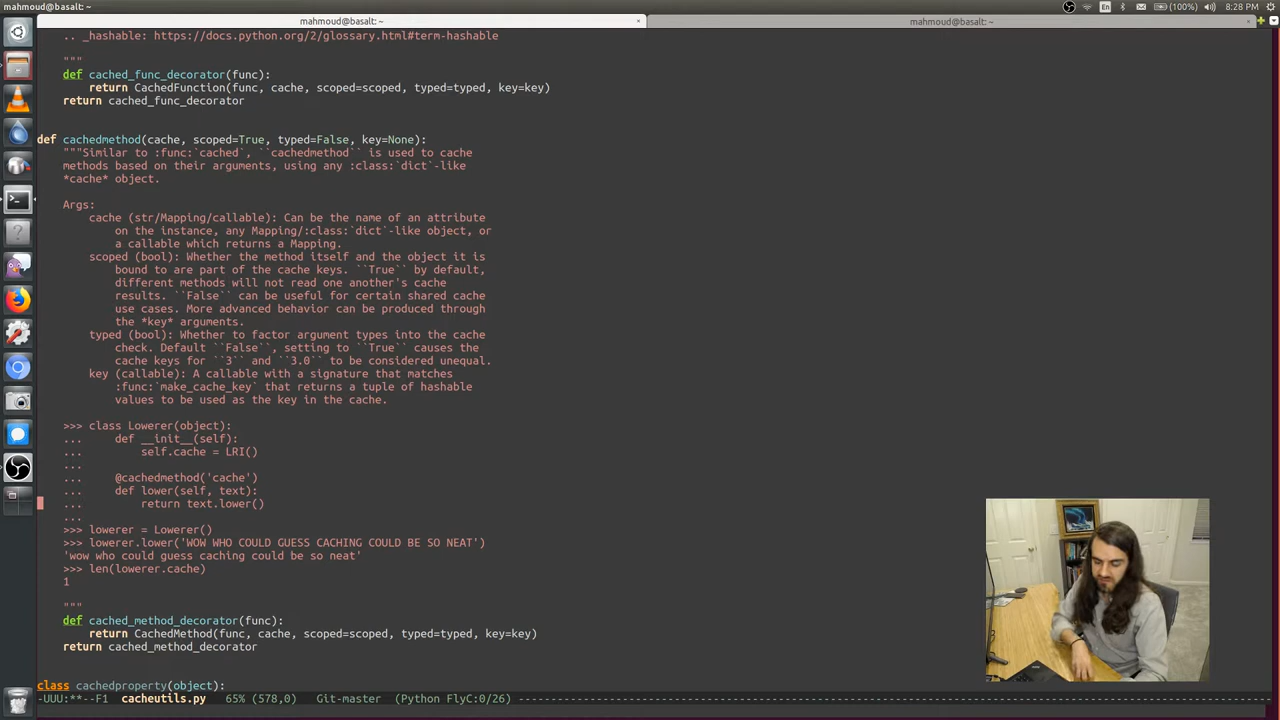 mahmoud@basalt: ~
En
(100%)
8:28 PM
mahmoud@basalt: ~
×
mahmoud@basalt: ~
×
.. _hashable: https://docs.python.org/2/glossary.html#term-hashable
"""
def cached_func_decorator(func):
return CachedFunction(func, cache, scoped=scoped, typed=typed, key=key)
return cached_func_decorator
def cachedmethod(cache, scoped=True, typed=False, key=None):
"""Similar to :func:`cached`, ``cachedmethod`` is used to cache
methods based on their arguments, using any :class:`dict`-like
*cache* object.
Args:
cache (str/Mapping/callable): Can be the name of an attribute
on the instance, any Mapping/:class:`dict`-like object, or
a callable which returns a Mapping.
scoped (bool): Whether the method itself and the object it is
bound to are part of the cache keys. ``True`` by default,
different methods will not read one another's cache
results. ``False`` can be useful for certain shared cache
use cases. More advanced behavior can be produced through
the *key* arguments.
typed (bool): Whether to factor argument types into the cache
check. Default ``False``, setting to ``True`` causes the
cache keys for ``3`` and ``3.0`` to be considered unequal.
key (callable): A callable with a signature that matches
:func:`make_cache_key` that returns a tuple of hashable
values to be used as the key in the cache.
>>> class Lowerer(object):
...     def __init__(self):
...         self.cache = LRI()
...
...     @cachedmethod('cache')
...     def lower(self, text):
...         return text.lower()
...
>>> lowerer = Lowerer()
>>> lowerer.lower('WOW WHO COULD GUESS CACHING COULD BE SO NEAT')
'wow who could guess caching could be so neat'
>>> len(lowerer.cache)
1
"""
def cached_method_decorator(func):
return CachedMethod(func, cache, scoped=scoped, typed=typed, key=key)
return cached_method_decorator
class cachedproperty(object):
-UUU:**--F1  cacheutils.py   65% (578,0)   Git-master  (Python FlyC:0/26)